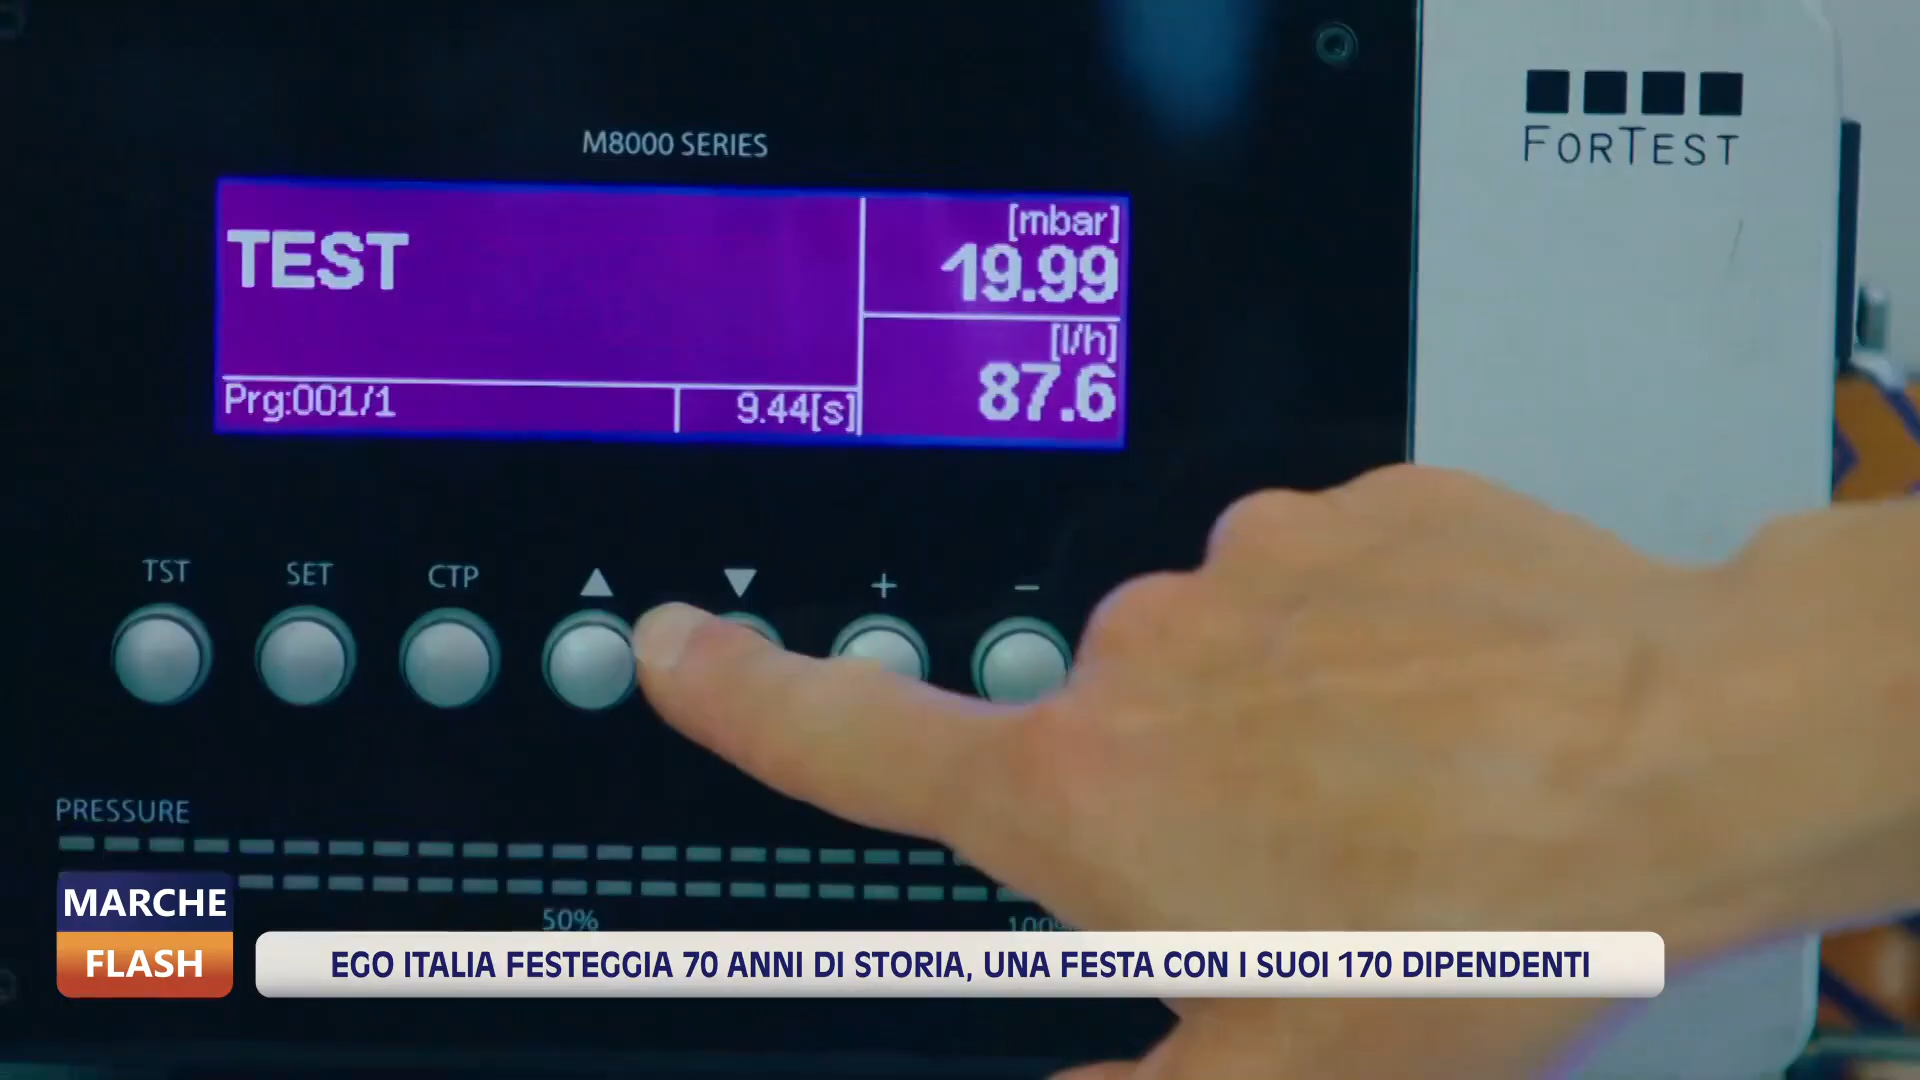 M8000 SERIES
FORTEST
TEST
[mbar]
19.99
[l/h]
87.6
Prg:001/1
9.44[s]
TST
SET
CTP
+
−
PRESSURE
50%
100%
MARCHE
FLASH
EGO ITALIA FESTEGGIA 70 ANNI DI STORIA, UNA FESTA CON I SUOI 170 DIPENDENTI